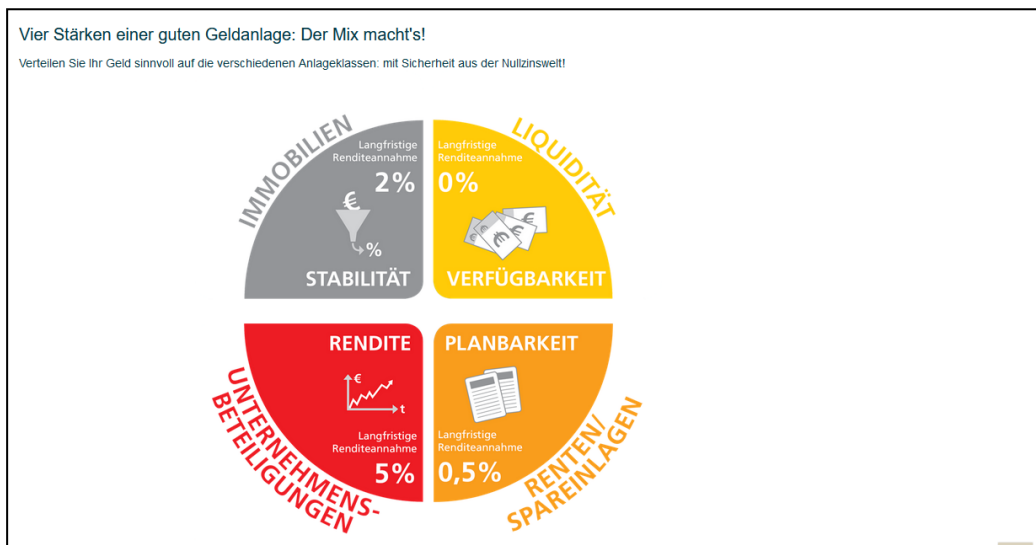 Vier Stärken einer guten Geldanlage: Der Mix macht's!
Verteilen Sie Ihr Geld sinnvoll auf die verschiedenen Anlageklassen: mit Sicherheit aus der Nullzinswelt!
IMMOBILIEN
Langfristige
Renditeannahme
2%
€
%
STABILITÄT
LIQUIDITÄT
Langfristige
Renditeannahme
0%
€ € € €
VERFÜGBARKEIT
RENDITE
€
t
Langfristige
Renditeannahme
5%
UNTERNEHMENS-
BETEILIGUNGEN
PLANBARKEIT
Langfristige
Renditeannahme
0,5%
RENTEN/
SPAREINLAGEN